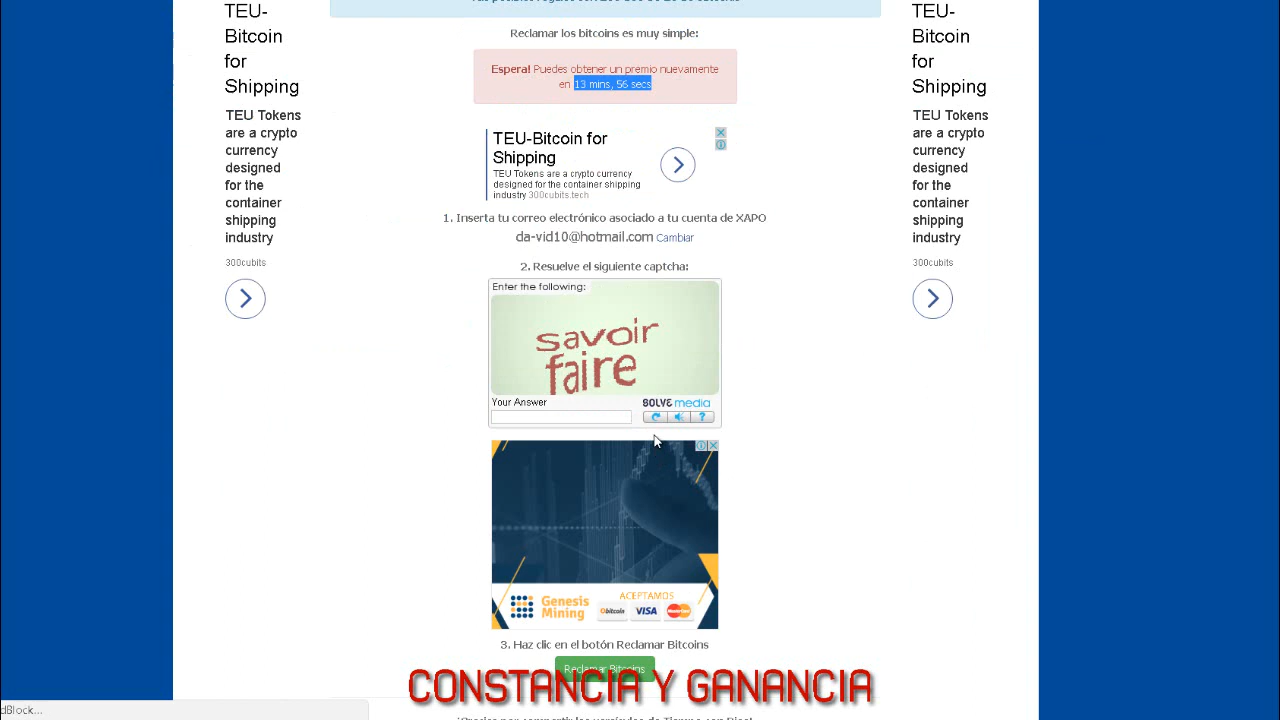 TEU-
Bitcoin
for
Shipping
TEU Tokens
are a crypto
currency
designed
for the
container
shipping
industry
300cubits
Reclamar los bitcoins es muy simple:
Espera! Puedes obtener un premio nuevamente
en 13 mins, 56 secs
TEU-Bitcoin for
Shipping
TEU Tokens are a crypto currency
designed for the container shipping
industry 300cubits.tech
1. Inserta tu correo electrónico asociado a tu cuenta de XAPO
da-vid10@hotmail.com Cambiar
2. Resuelve el siguiente captcha:
Enter the following:
savoir
faire
Your Answer
SOLVE media
Genesis
Mining
ACEPTAMOS
bitcoin VISA MasterCard
3. Haz clic en el botón Reclamar Bitcoins
Reclamar Bitcoins
CONSTANCIA Y GANANCIA
dBlock...
TEU-
Bitcoin
for
Shipping
TEU Tokens
are a crypto
currency
designed
for the
container
shipping
industry
300cubits